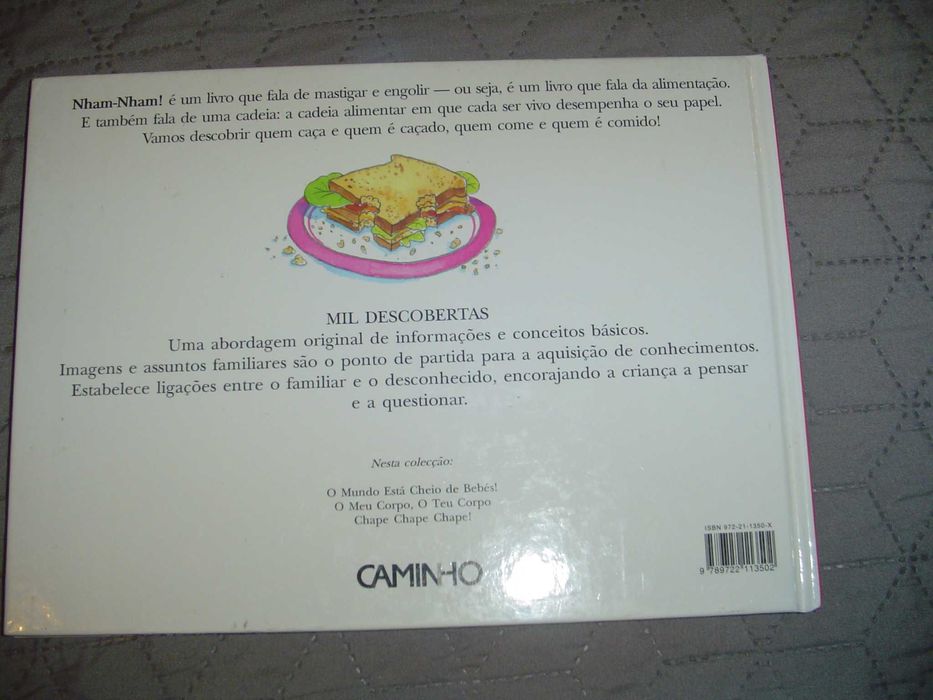 Nham-Nham! é um livro que fala de mastigar e engolir — ou seja, é um livro que fala da alimentação.
E também fala de uma cadeia: a cadeia alimentar em que cada ser vivo desempenha o seu papel.
Vamos descobrir quem caça e quem é caçado, quem come e quem é comido!
MIL DESCOBERTAS
Uma abordagem original de informações e conceitos básicos.
Imagens e assuntos familiares são o ponto de partida para a aquisição de conhecimentos.
Estabelece ligações entre o familiar e o desconhecido, encorajando a criança a pensar
e a questionar.
Nesta colecção:
O Mundo Está Cheio de Bebés!
O Meu Corpo, O Teu Corpo
Chape Chape Chape!
CAMINHO
ISBN 972-21-1350-X
9 789722 113502